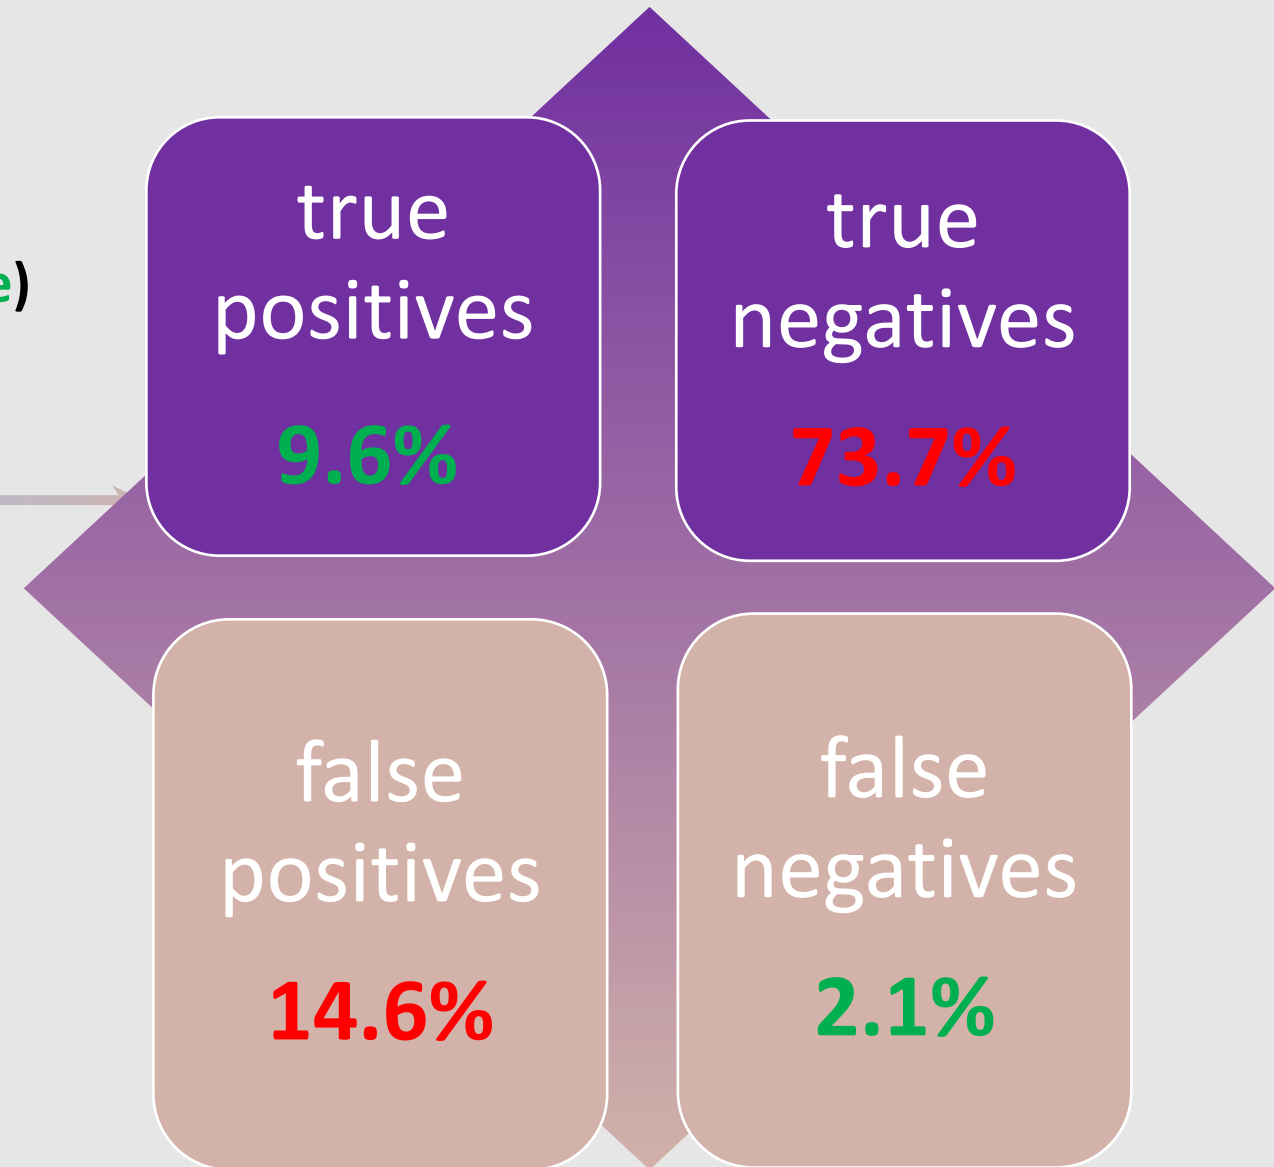 e)
true
positives
9.6%
true
negatives
73.7%
false
positives
14.6%
false
negatives
2.1%